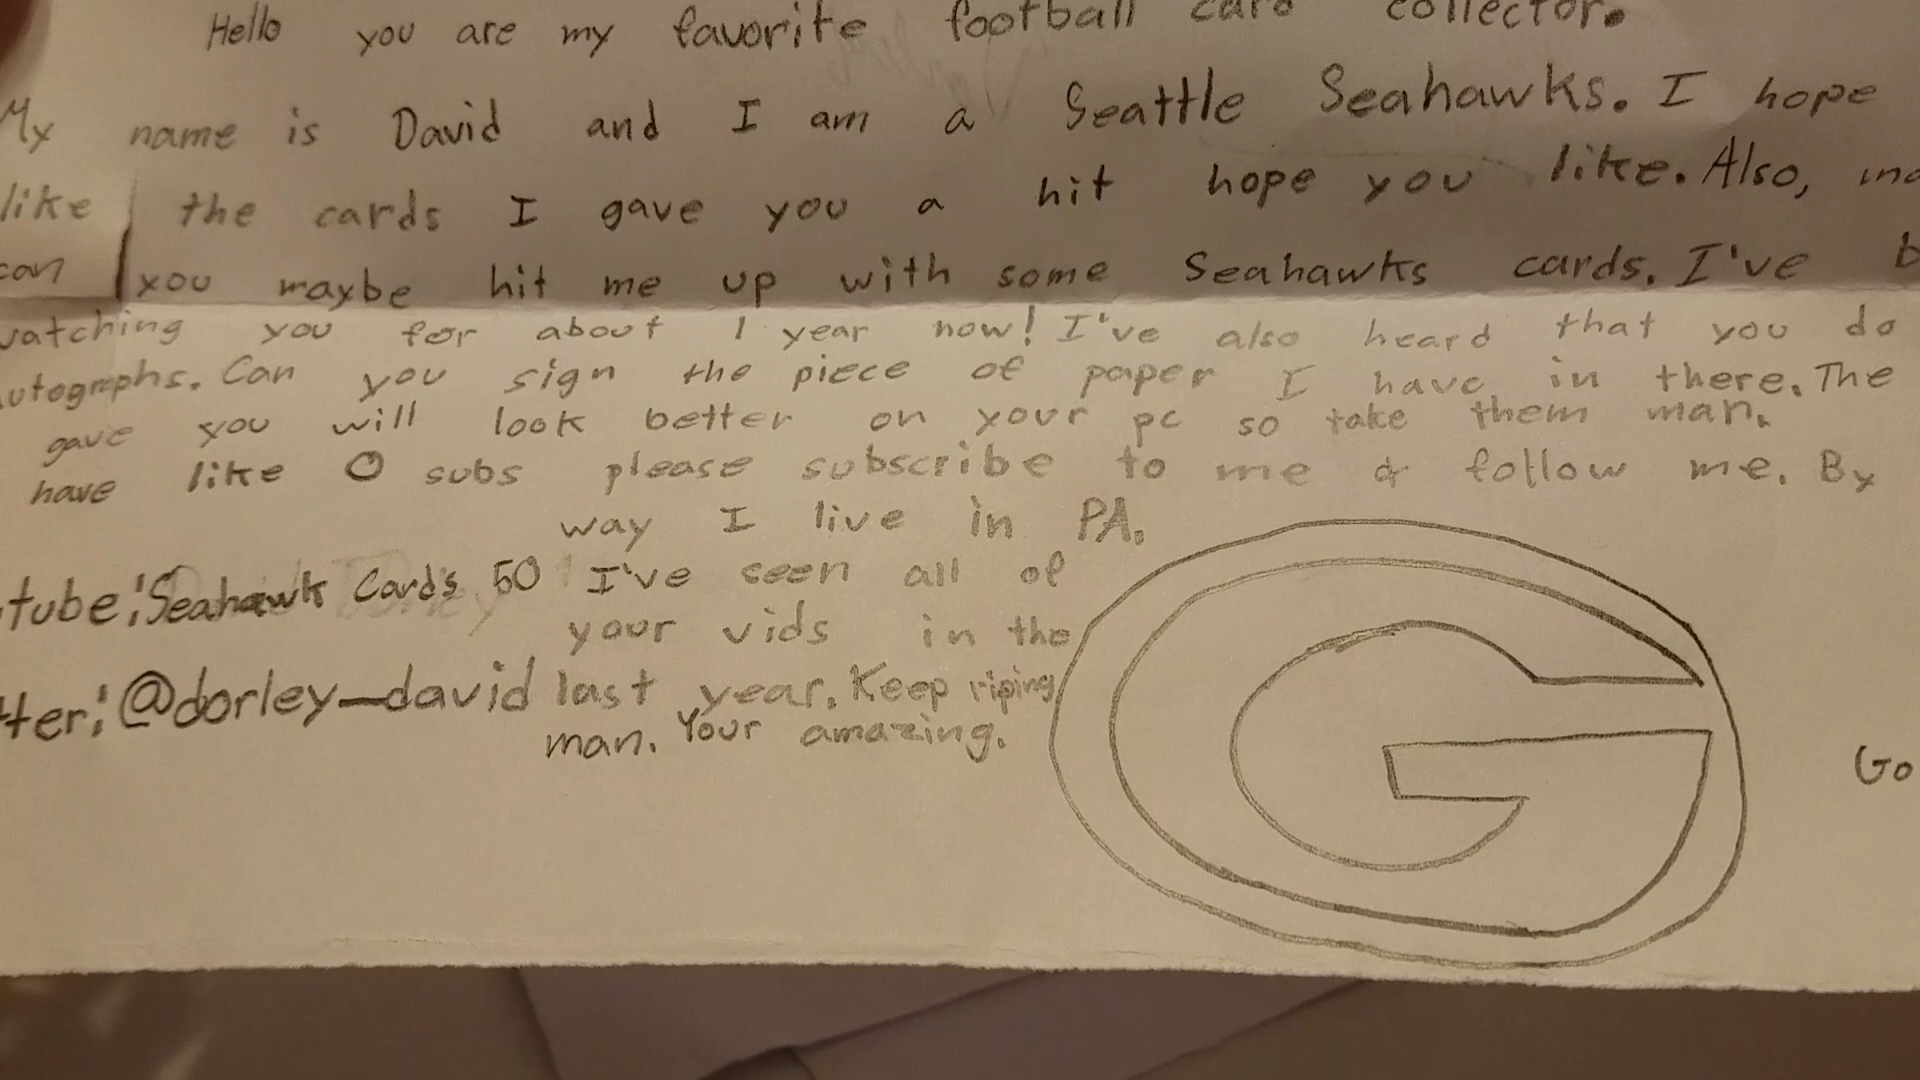 Hello you are my favorite football card collector.
My name is David and I am a Seattle Seahawks. I hope
like the cards I gave you a hit hope you like. Also,
can you maybe hit me up with some Seahawks cards. I've
watching you for about 1 year now! I've also heard that you do
autographs. Can you sign the piece of paper I have in there. The
gave you will look better on your pc so take them man.
have like 0 subs please subscribe to me & follow me. By
way I live in PA.
tube: Seahawk Cards 50 I've seen all of
your vids in the
tter: @dorley_david last year. Keep riping
man. Your amazing.
G
Go